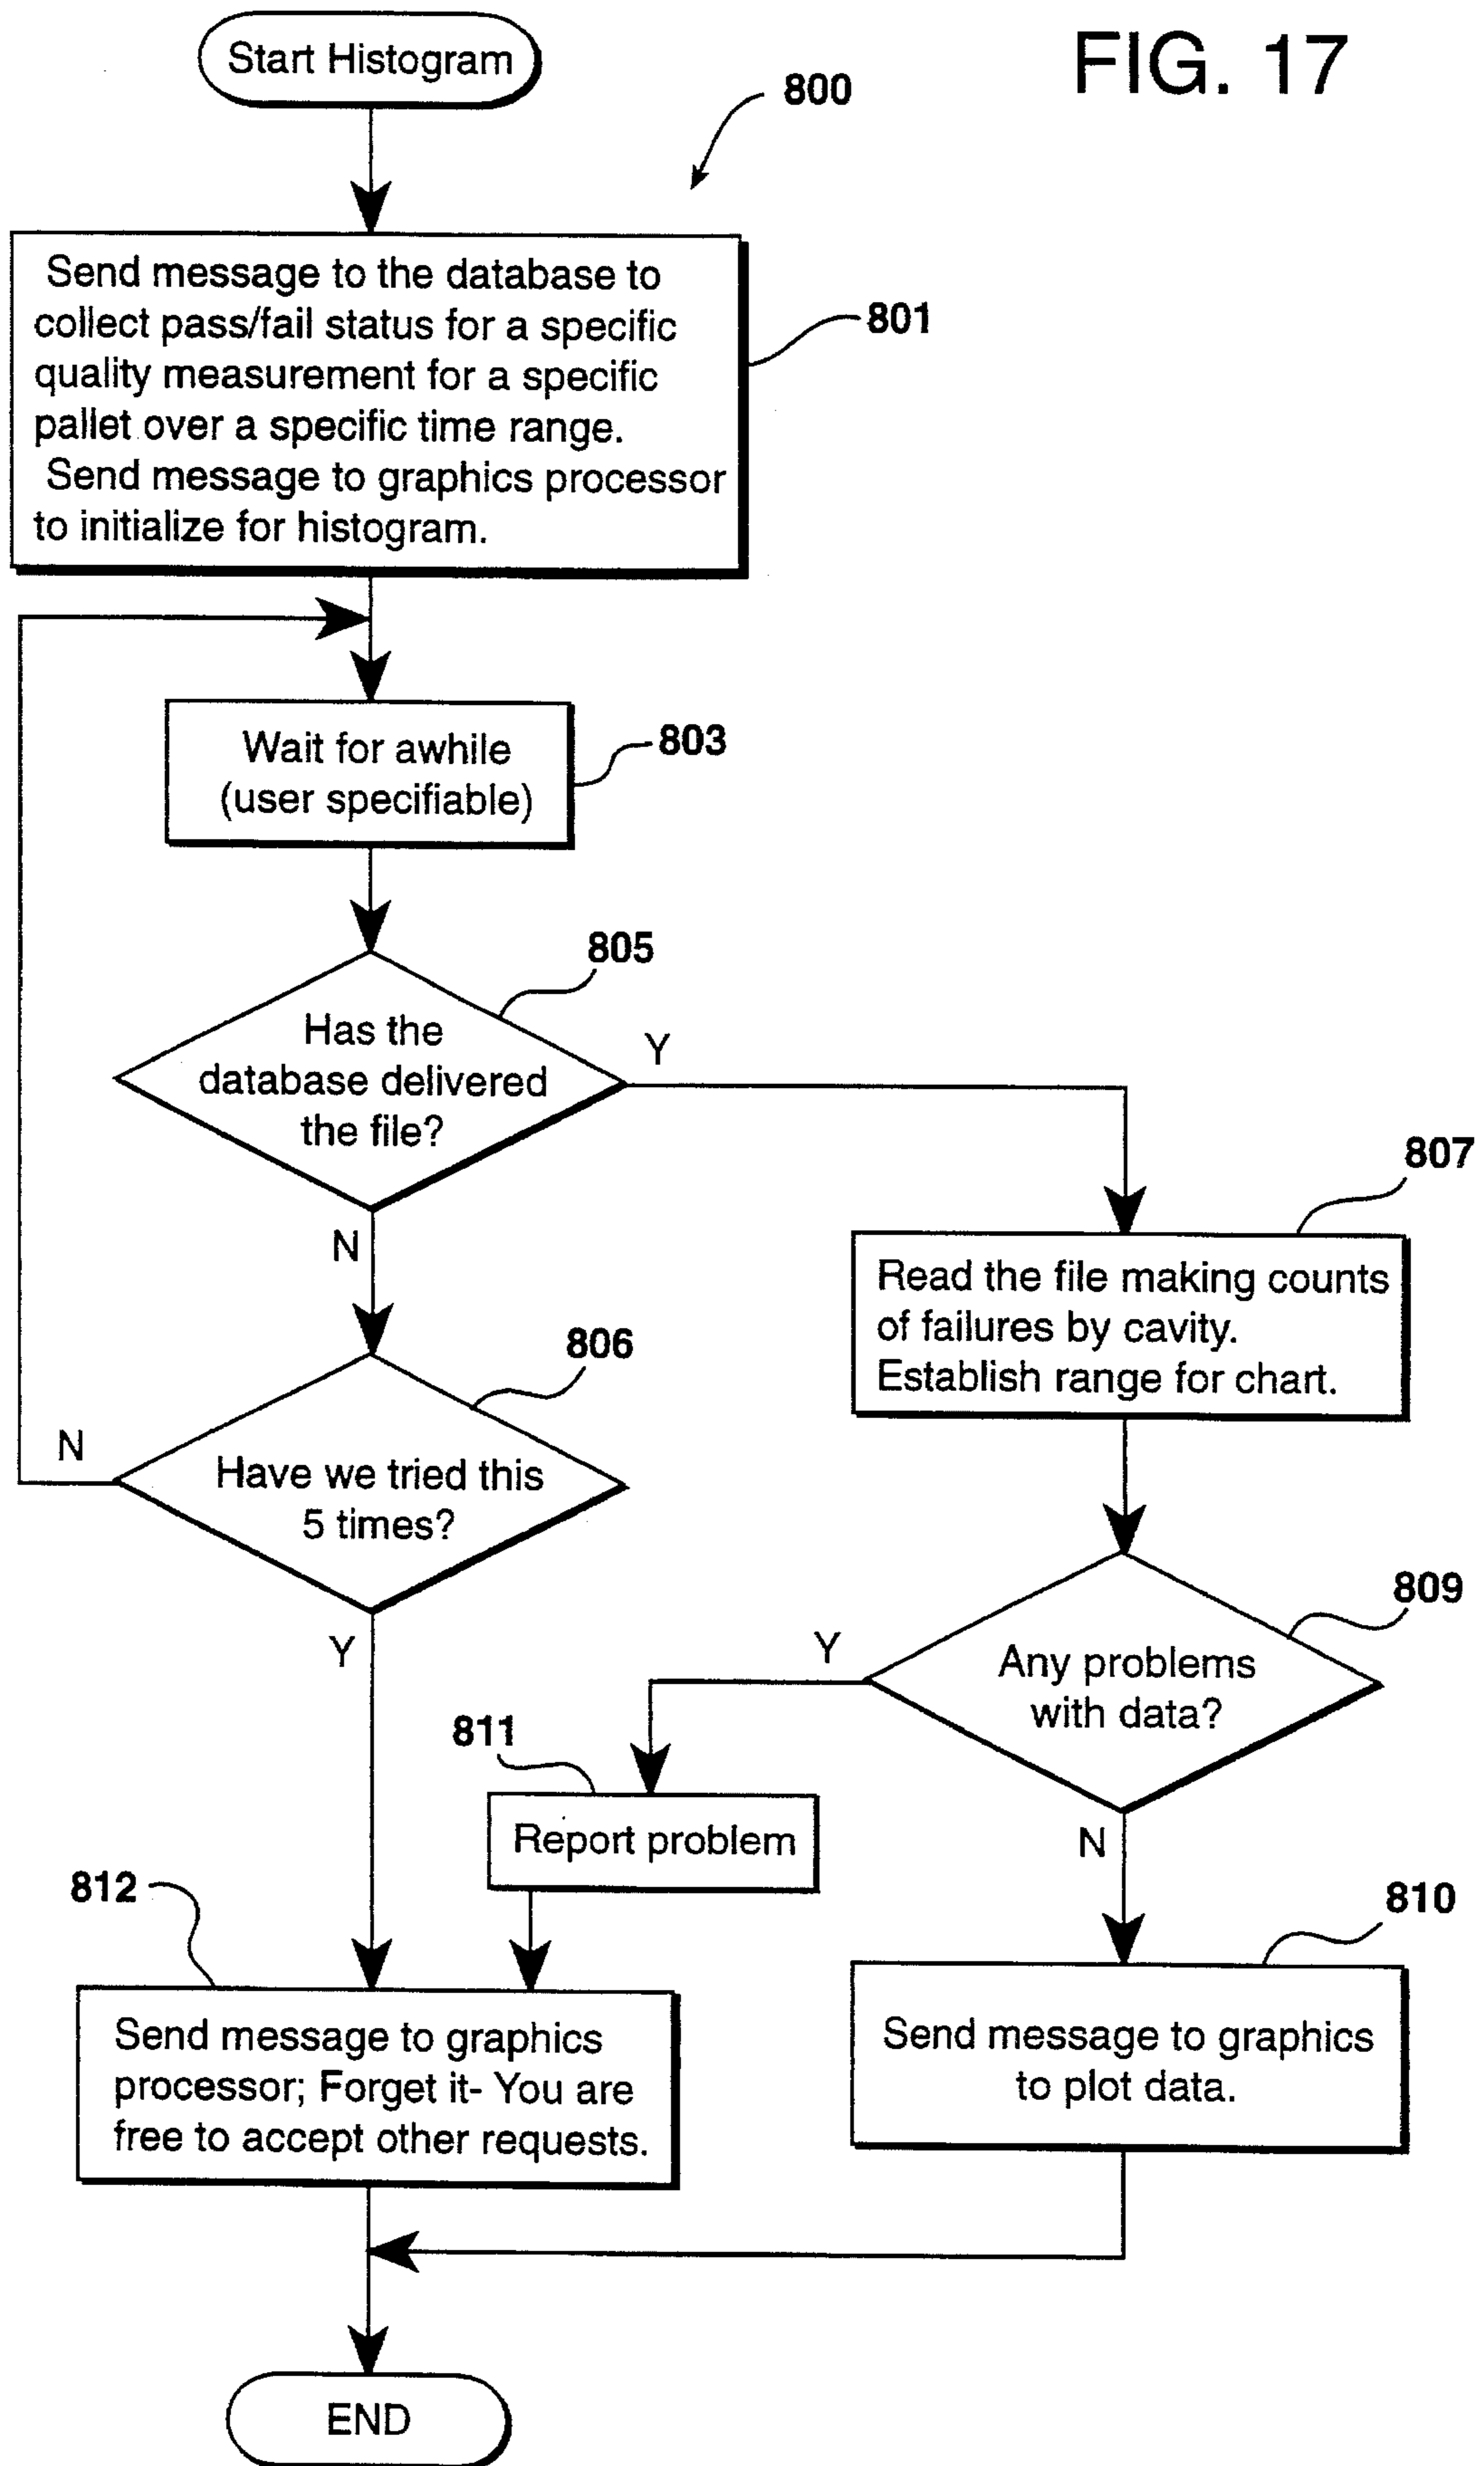 Start Histogram
FIG. 17
800
Send message to the database to
collect pass/fail status for a specific
quality measurement for a specific
pallet over a specific time range.
Send message to graphics processor
to initialize for histogram.
801
Wait for awhile
(user specifiable)
803
805
Has the
database delivered
the file?
Y
N
807
Read the file making counts
of failures by cavity.
Establish range for chart.
806
Have we tried this
5 times?
N
Y
809
Any problems
with data?
Y
N
811
Report problem
812
Send message to graphics
processor; Forget it- You are
free to accept other requests.
810
Send message to graphics
to plot data.
END